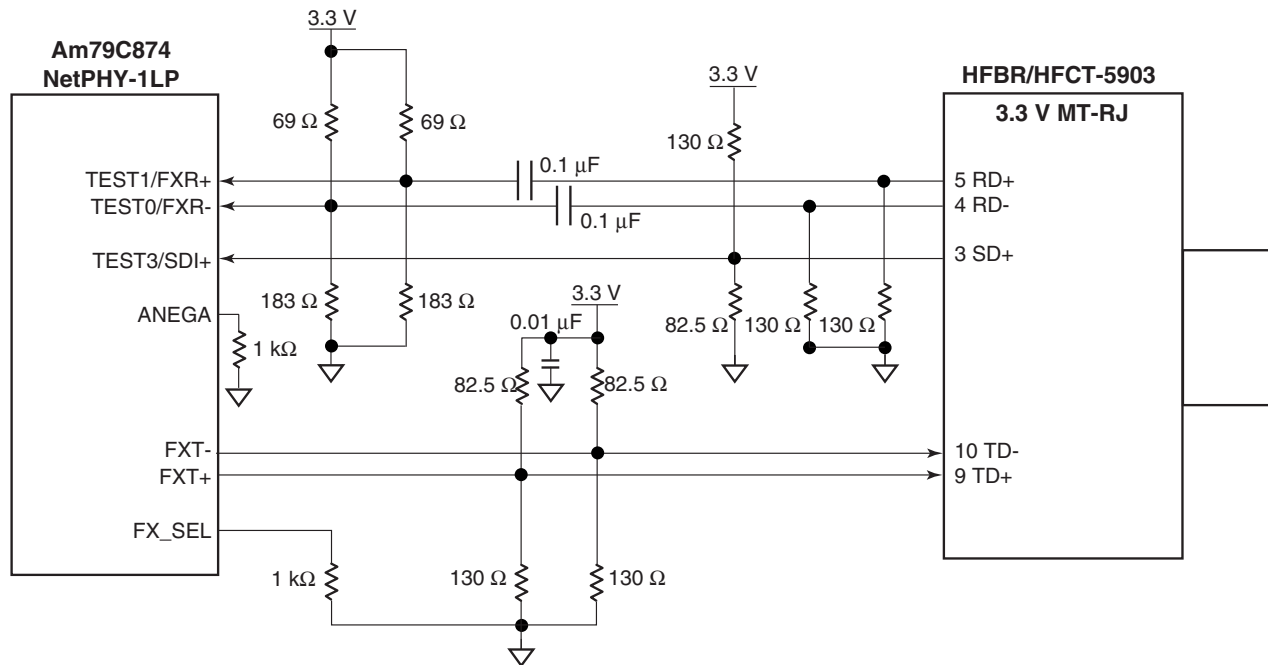 3.3 V
Am79C874
NetPHY-1LP
HFBR/HFCT-5903
3.3 V
3.3 V MT-RJ
69 Ω
69 Ω
130 Ω
0.1 µF
TEST1/FXR+
5 RD+
TEST0/FXR-
4 RD-
0.1 µF
TEST3/SDI+
3 SD+
183 Ω
183 Ω
3.3 V
ANEGA
0.01 µF
82.5 Ω
130 Ω
130 Ω
1 kΩ
82.5 Ω
82.5 Ω
FXT-
10 TD-
FXT+
9 TD+
FX_SEL
1 kΩ
130 Ω
130 Ω